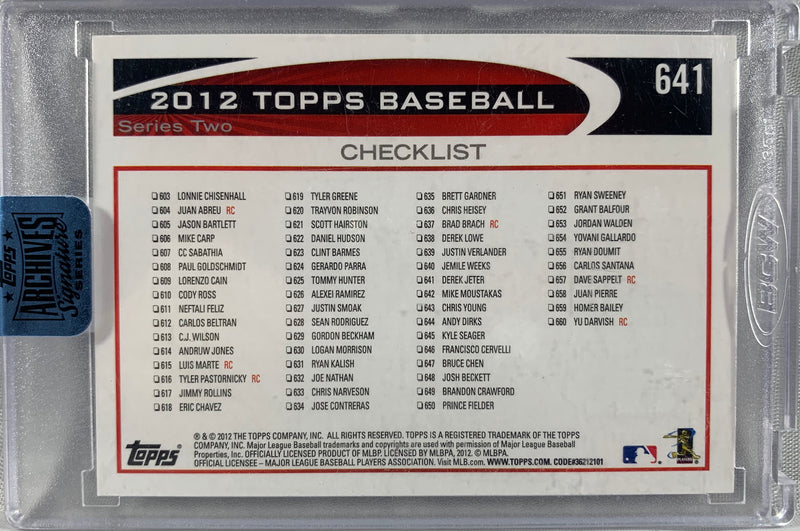 2012 TOPPS BASEBALL
641
Series Two
CHECKLIST
603 LONNIE CHISENHALL
604 JUAN ABREU RC
605 JASON BARTLETT
606 MIKE CARP
607 CC SABATHIA
608 PAUL GOLDSCHMIDT
609 LORENZO CAIN
610 CODY ROSS
611 NEFTALI FELIZ
612 CARLOS BELTRAN
613 C.J. WILSON
614 ANDRUW JONES
615 LUIS MARTE RC
616 TYLER PASTORNICKY RC
617 JIMMY ROLLINS
618 ERIC CHAVEZ
619 TYLER GREENE
620 TRAYVON ROBINSON
621 SCOTT HAIRSTON
622 DANIEL HUDSON
623 CLINT BARMES
624 GERARDO PARRA
625 TOMMY HUNTER
626 ALEXEI RAMIREZ
627 JUSTIN SMOAK
628 SEAN RODRIGUEZ
629 GORDON BECKHAM
630 LOGAN MORRISON
631 RYAN KALISH
632 JOE NATHAN
633 CHRIS NARVESON
634 JOSE CONTRERAS
635 BRETT GARDNER
636 CHRIS HEISEY
637 BRAD BRACH RC
638 DEREK LOWE
639 JUSTIN VERLANDER
640 JEMILE WEEKS
641 DEREK JETER
642 MIKE MOUSTAKAS
643 CHRIS YOUNG
644 ANDY DIRKS
645 KYLE SEAGER
646 FRANCISCO CERVELLI
647 BRUCE CHEN
648 JOSH BECKETT
649 BRANDON CRAWFORD
650 PRINCE FIELDER
651 RYAN SWEENEY
652 GRANT BALFOUR
653 JORDAN WALDEN
654 YOVANI GALLARDO
655 RYAN DOUMIT
656 CARLOS SANTANA
657 DAVE SAPPELT RC
658 JUAN PIERRE
659 HOMER BAILEY
660 YU DARVISH RC
TOPPS
ARCHIVES
Signature
SERIES
TOPPS
® & © 2012 THE TOPPS COMPANY, INC. ALL RIGHTS RESERVED. TOPPS IS A REGISTERED TRADEMARK OF THE TOPPS
COMPANY, INC. Major League Baseball trademarks and copyrights are used with permission of Major League Baseball
Properties, Inc. OFFICIALLY LICENSED PRODUCT OF MLBP. LICENSED BY MLBPA, 2012. © MLBPA.
OFFICIAL LICENSEE – MAJOR LEAGUE BASEBALL PLAYERS ASSOCIATION. Visit MLB.com. WWW.TOPPS.COM. CODE#36212101